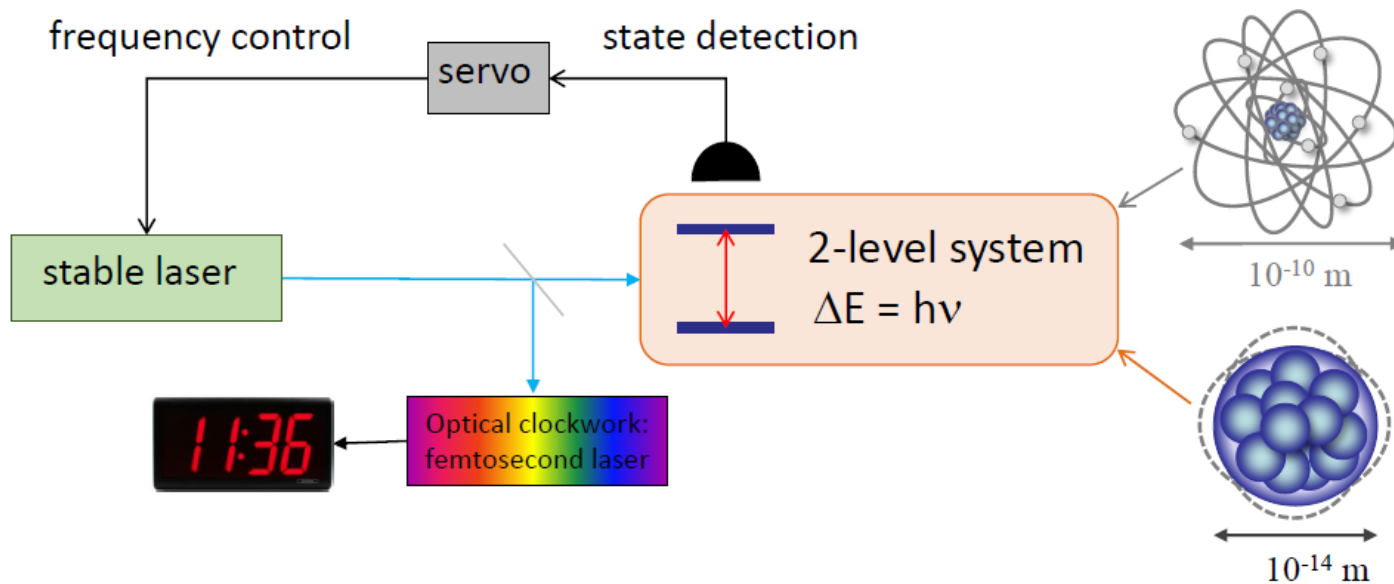 frequency control
state detection
servo
stable laser
2-level system
ΔE = hν
10⁻¹⁰ m
11:36
Optical clockwork:
femtosecond laser
10⁻¹⁴ m